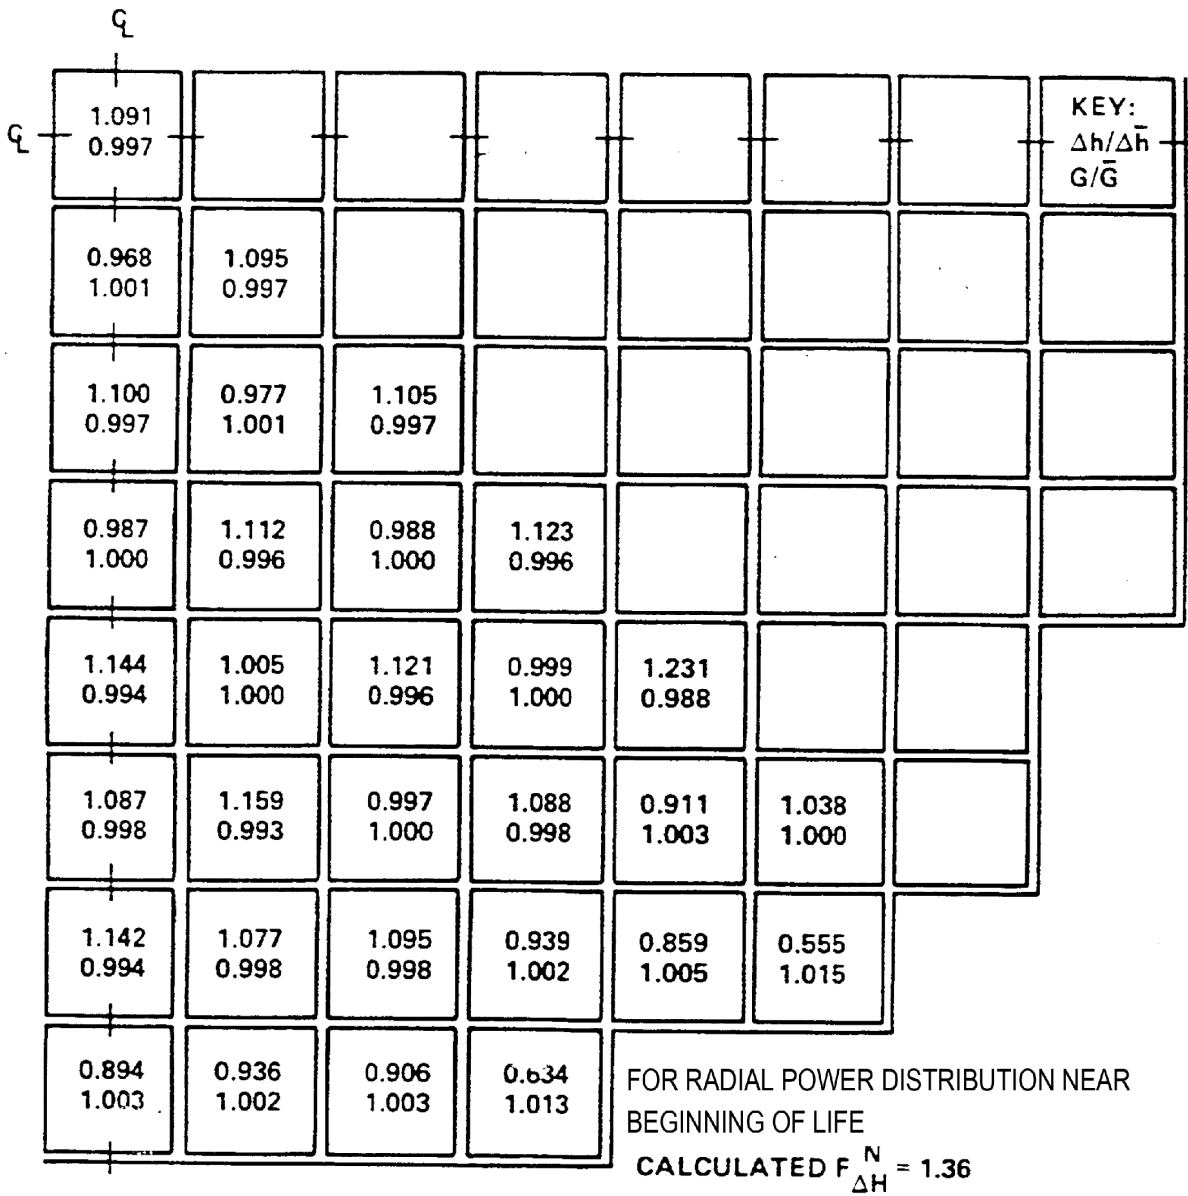 ℄
℄
1.091
0.997
KEY:
Δh/Δh̄
G/Ḡ
0.968 1.095
1.001 0.997
1.100 0.977 1.105
0.997 1.001 0.997
0.987 1.112 0.988 1.123
1.000 0.996 1.000 0.996
1.144 1.005 1.121 0.999 1.231
0.994 1.000 0.996 1.000 0.988
1.087 1.159 0.997 1.088 0.911 1.038
0.998 0.993 1.000 0.998 1.003 1.000
1.142 1.077 1.095 0.939 0.859 0.555
0.994 0.998 0.998 1.002 1.005 1.015
0.894 0.936 0.906 0.634
1.003 1.002 1.003 1.013
FOR RADIAL POWER DISTRIBUTION NEAR
BEGINNING OF LIFE
CALCULATED F^N_ΔH = 1.36